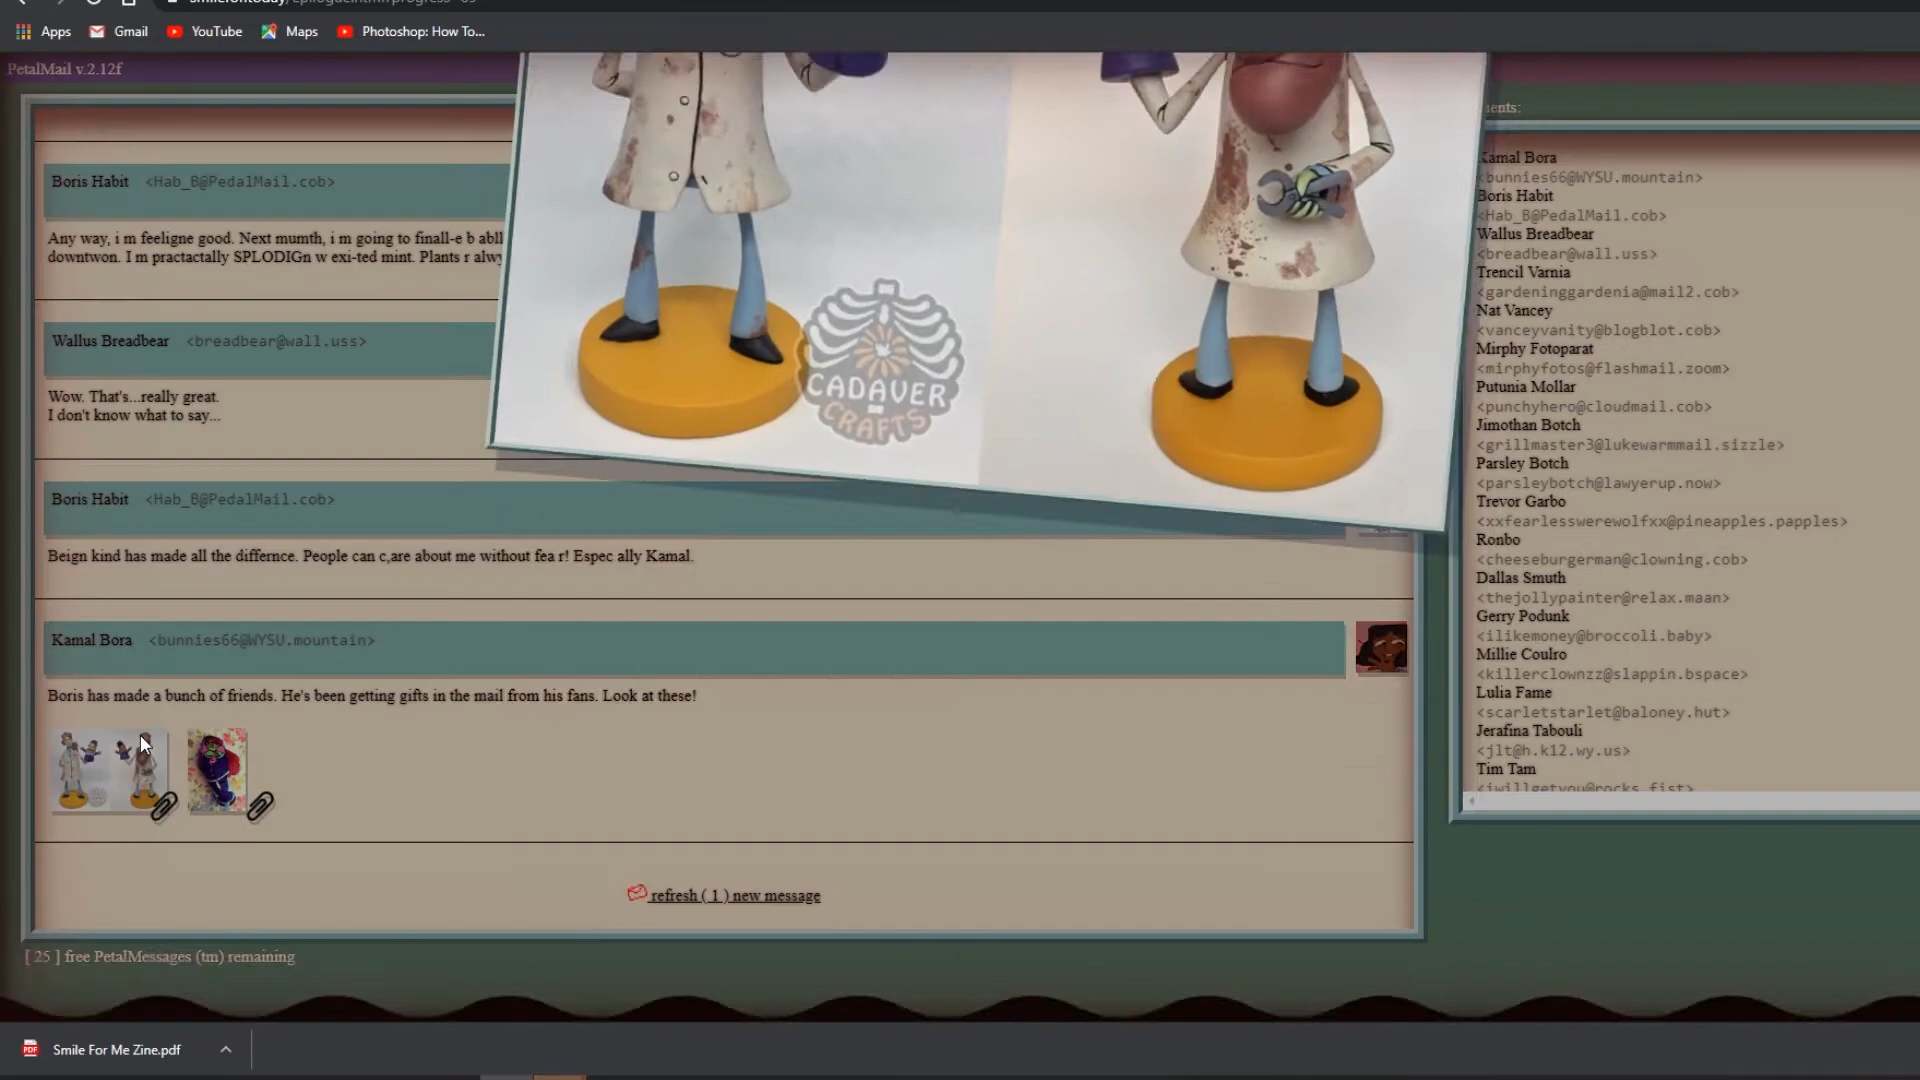 Apps
Gmail
YouTube
Maps
Photoshop: How To...
PetalMail v.2.12f
Boris Habit <Hab_B@PedalMail.cob>
Any way, i m feeligne good. Next mumth, i m going to finall-e b abll
downtwon. I m practactally SPLODIGn w exi-ted mint. Plants r alwy
Wallus Breadbear <breadbear@wall.uss>
Wow. That's...really great.
I don't know what to say...
Boris Habit <Hab_B@PedalMail.cob>
Beign kind has made all the differnce. People can c,are about me without fea r! Espec ally Kamal.
Kamal Bora <bunnies66@WYSU.mountain>
Boris has made a bunch of friends. He's been getting gifts in the mail from his fans. Look at these!
refresh ( 1 ) new message
[ 25 ] free PetalMessages (tm) remaining
CADAVER
CRAFTS
Kamal Bora
<bunnies66@WYSU.mountain>
Boris Habit
<Hab_B@PedalMail.cob>
Wallus Breadbear
<breadbear@wall.uss>
Trencil Varnia
<gardeninggardenia@mail2.cob>
Nat Vancey
<vanceyvanity@blogblot.cob>
Mirphy Fotoparat
<mirphyfotos@flashmail.zoom>
Putunia Mollar
<punchyhero@cloudmail.cob>
Jimothan Botch
<grillmaster3@lukewarmmail.sizzle>
Parsley Botch
<parsleybotch@lawyerup.now>
Trevor Garbo
<xxfearlesswerewolfxx@pineapples.papples>
Ronbo
<cheeseburgerman@clowning.cob>
Dallas Smuth
<thejollypainter@relax.maan>
Gerry Podunk
<ilikemoney@broccoli.baby>
Millie Coulro
<killerclownzz@slappin.bspace>
Lulia Fame
<scarletstarlet@baloney.hut>
Jerafina Tabouli
<jlt@h.k12.wy.us>
Tim Tam
<iwillgetyou@rocks.fist>
Smile For Me Zine.pdf